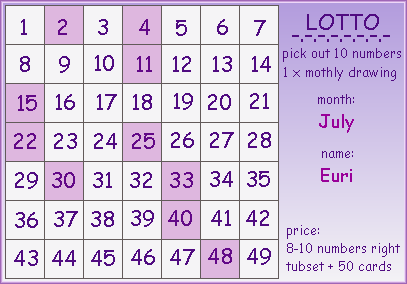 1 2 3 4 5 6 7
8 9 10 11 12 13 14
15 16 17 18 19 20 21
22 23 24 25 26 27 28
29 30 31 32 33 34 35
36 37 38 39 40 41 42
43 44 45 46 47 48 49
LOTTO
pick out 10 numbers
1 x mothly drawing
month:
July
name:
Euri
price:
8-10 numbers right
tubset + 50 cards